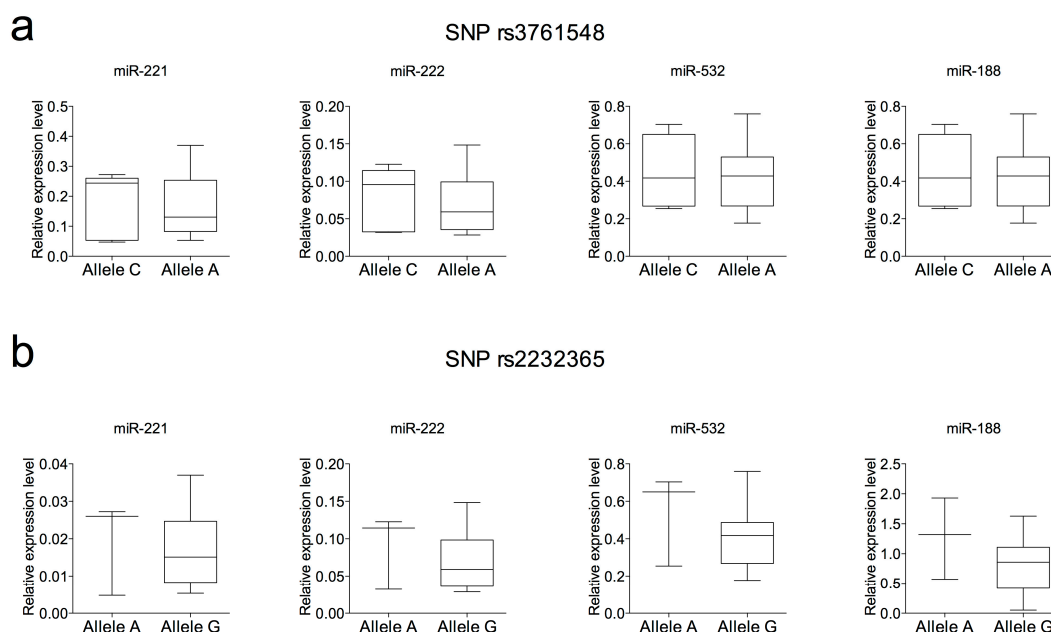 a
SNP rs3761548
miR-221
miR-222
miR-532
miR-188
Relative expression level
0.5
0.4
0.3
0.2
0.1
0.0
Allele C Allele A
Relative expression level
0.20
0.15
0.10
0.05
0.00
Allele C Allele A
Relative expression level
0.8
0.6
0.4
0.2
0.0
Allele C Allele A
Relative expression level
0.8
0.6
0.4
0.2
0.0
Allele C Allele A
b
SNP rs2232365
miR-221
miR-222
miR-532
miR-188
Relative expression level
0.04
0.03
0.02
0.01
0.00
Allele A Allele G
Relative expression level
0.20
0.15
0.10
0.05
0.00
Allele A Allele G
Relative expression level
0.8
0.6
0.4
0.2
0.0
Allele A Allele G
Relative expression level
2.5
2.0
1.5
1.0
0.5
0.0
Allele A Allele G